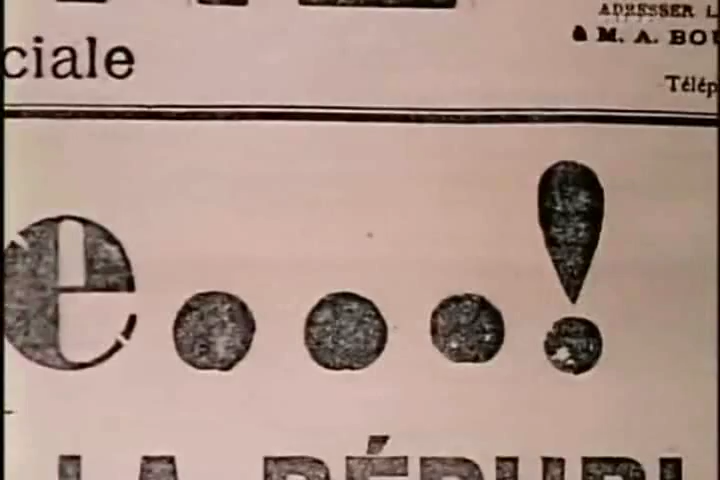 ADRESSER L
à M. A. BOU
ciale
Télép
e...!
LA RÉPUBL